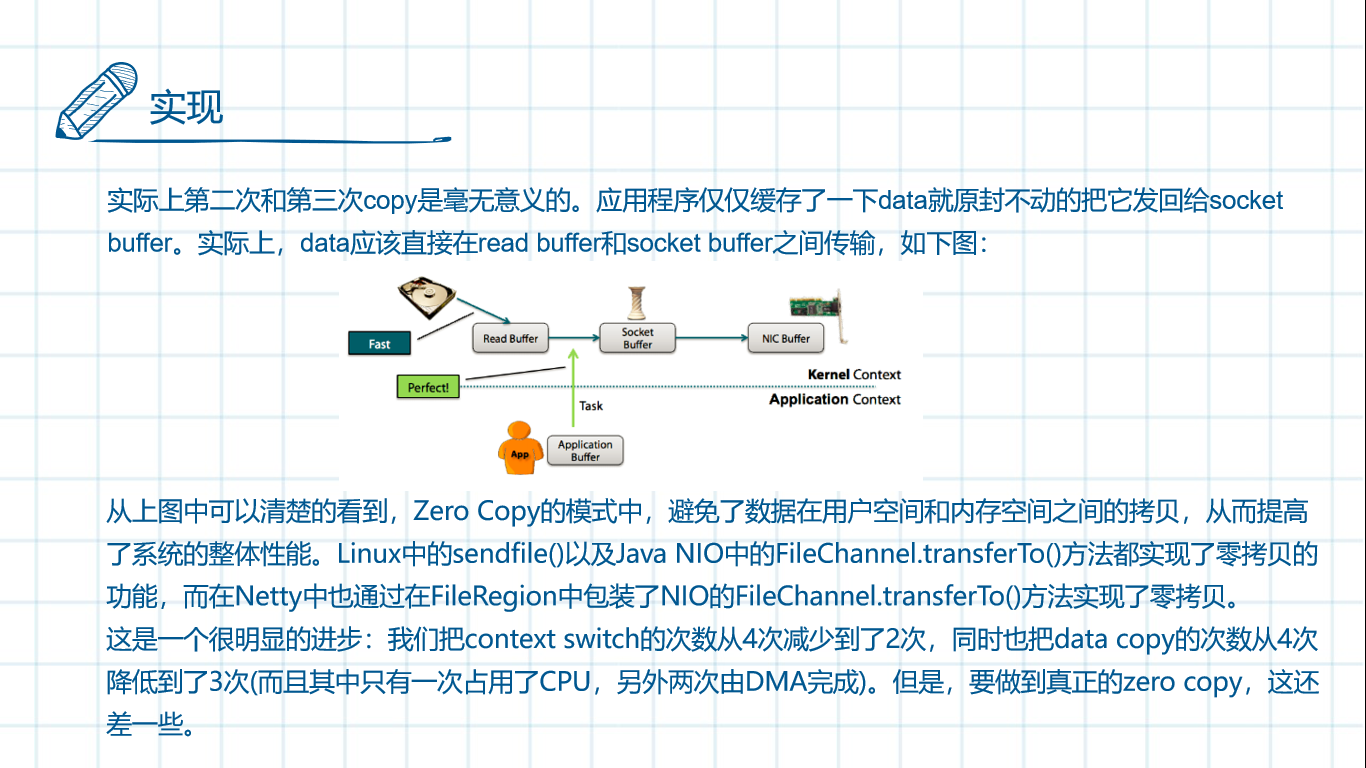 实现
实际上第二次和第三次copy是毫无意义的。应用程序仅仅缓存了一下data就原封不动的把它发回给socket
buffer。实际上，data应该直接在read buffer和socket buffer之间传输，如下图：
Fast
Read Buffer
Socket
Buffer
NIC Buffer
Kernel Context
Perfect!
Application Context
Task
App
Application
Buffer
从上图中可以清楚的看到，Zero Copy的模式中，避免了数据在用户空间和内存空间之间的拷贝，从而提高
了系统的整体性能。Linux中的sendfile()以及Java NIO中的FileChannel.transferTo()方法都实现了零拷贝的
功能，而在Netty中也通过在FileRegion中包装了NIO的FileChannel.transferTo()方法实现了零拷贝。
这是一个很明显的进步：我们把context switch的次数从4次减少到了2次，同时也把data copy的次数从4次
降低到了3次(而且其中只有一次占用了CPU，另外两次由DMA完成)。但是，要做到真正的zero copy，这还
差一些。